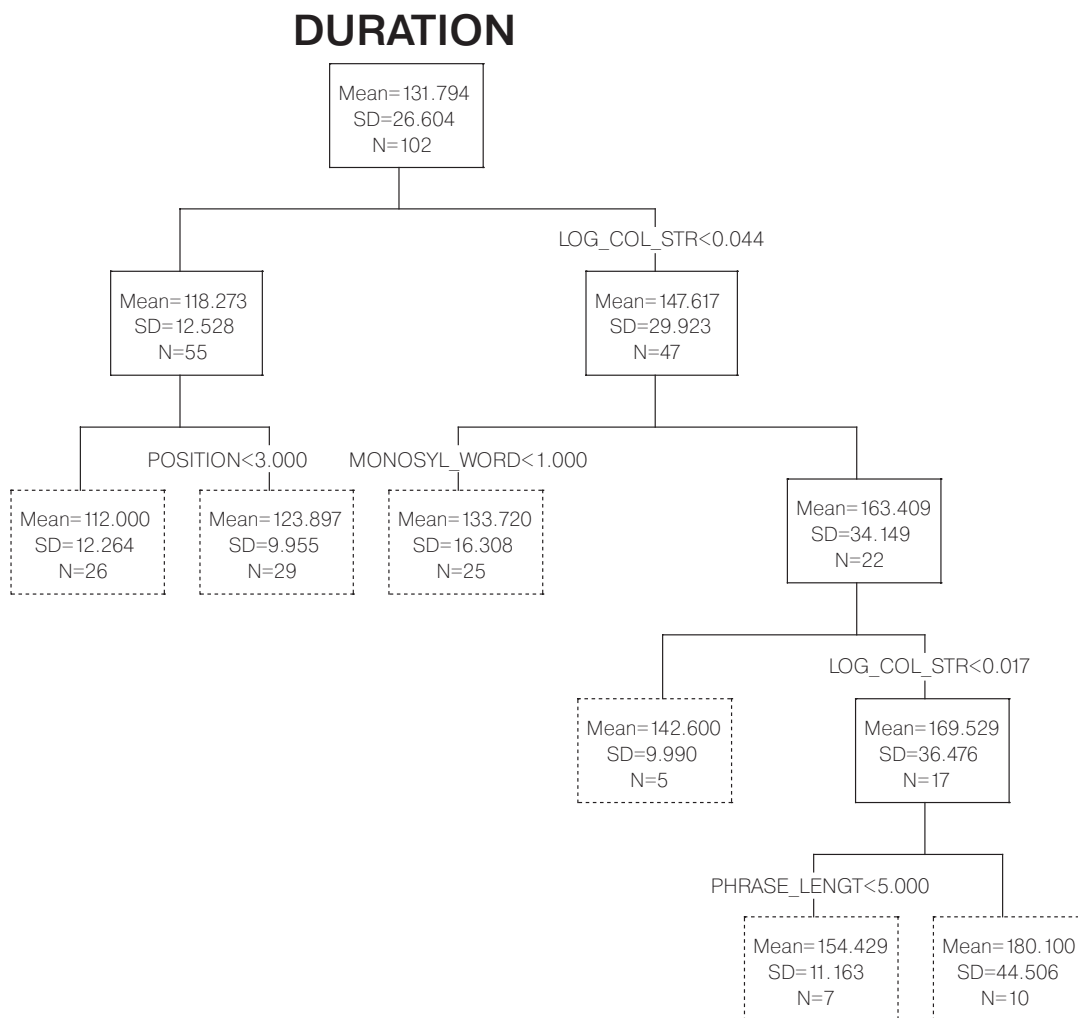 DURATION
Mean=131.794
SD=26.604
N=102
LOG_COL_STR<0.044
Mean=118.273
SD=12.528
N=55
Mean=147.617
SD=29.923
N=47
POSITION<3.000
MONOSYL_WORD<1.000
Mean=112.000
SD=12.264
N=26
Mean=123.897
SD=9.955
N=29
Mean=133.720
SD=16.308
N=25
Mean=163.409
SD=34.149
N=22
LOG_COL_STR<0.017
Mean=142.600
SD=9.990
N=5
Mean=169.529
SD=36.476
N=17
PHRASE_LENGT<5.000
Mean=154.429
SD=11.163
N=7
Mean=180.100
SD=44.506
N=10